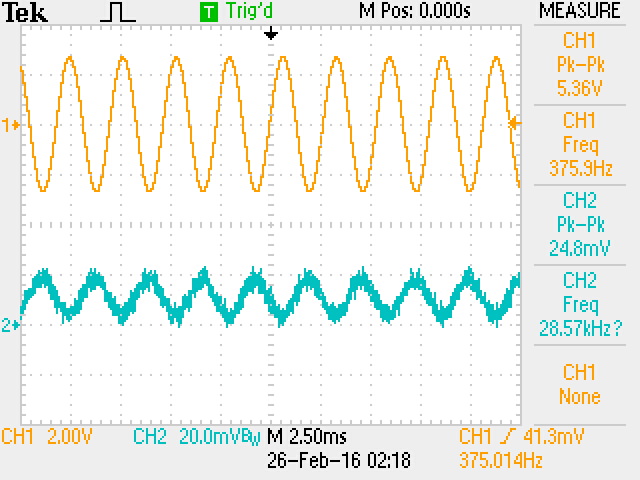 Tek T Trig'd M Pos: 0.000s MEASURE
CH1
Pk-Pk
5.36V
1
CH1
Freq
375.9Hz
CH2
Pk-Pk
24.8mV
CH2
Freq
28.57kHz?
2
CH1
None
CH1 2.00V CH2 20.0mVBW M 2.50ms CH1 41.3mV
26-Feb-16 02:18 375.014Hz